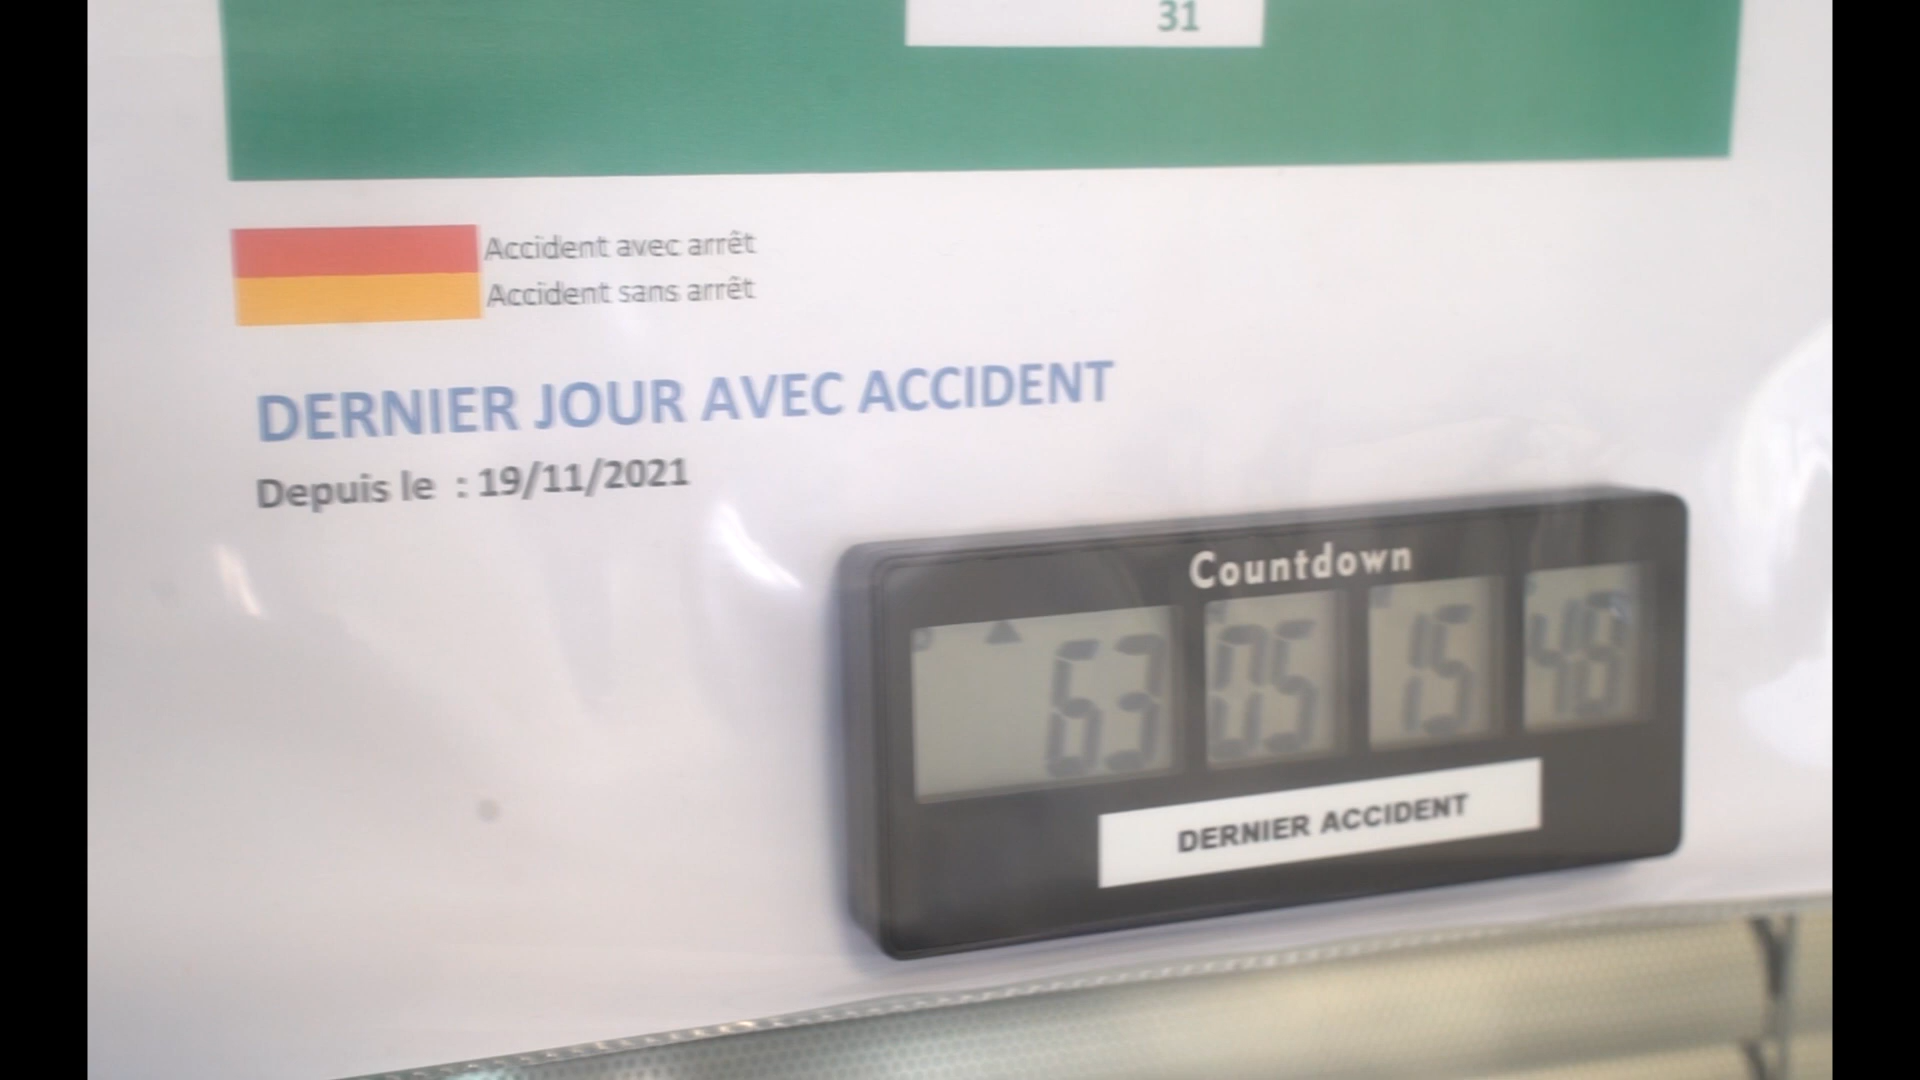 31
Accident avec arrêt
Accident sans arrêt
DERNIER JOUR AVEC ACCIDENT
Depuis le : 19/11/2021
Countdown
63 05 15 48
DERNIER ACCIDENT